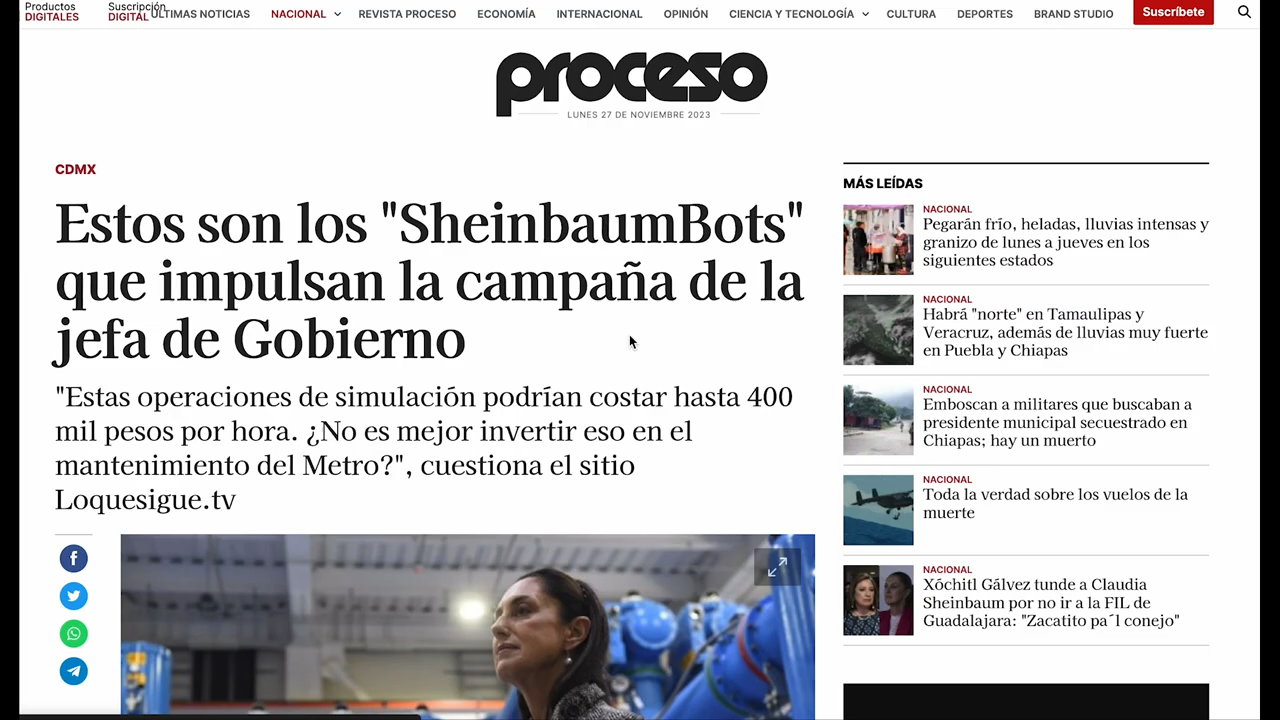 Productos
DIGITALES
Suscripción
DIGITAL
ÚLTIMAS NOTICIAS
NACIONAL
REVISTA PROCESO
ECONOMÍA
INTERNACIONAL
OPINIÓN
CIENCIA Y TECNOLOGÍA
CULTURA
DEPORTES
BRAND STUDIO
Suscríbete
proceso
LUNES 27 DE NOVIEMBRE 2023
CDMX
Estos son los "SheinbaumBots"
que impulsan la campaña de la
jefa de Gobierno
"Estas operaciones de simulación podrían costar hasta 400
mil pesos por hora. ¿No es mejor invertir eso en el
mantenimiento del Metro?", cuestiona el sitio
Loquesigue.tv
MÁS LEÍDAS
NACIONAL
Pegarán frío, heladas, lluvias intensas y
granizo de lunes a jueves en los
siguientes estados
NACIONAL
Habrá "norte" en Tamaulipas y
Veracruz, además de lluvias muy fuerte
en Puebla y Chiapas
NACIONAL
Emboscan a militares que buscaban a
presidente municipal secuestrado en
Chiapas; hay un muerto
NACIONAL
Toda la verdad sobre los vuelos de la
muerte
NACIONAL
Xóchitl Gálvez tunde a Claudia
Sheinbaum por no ir a la FIL de
Guadalajara: "Zacatito pa´l conejo"